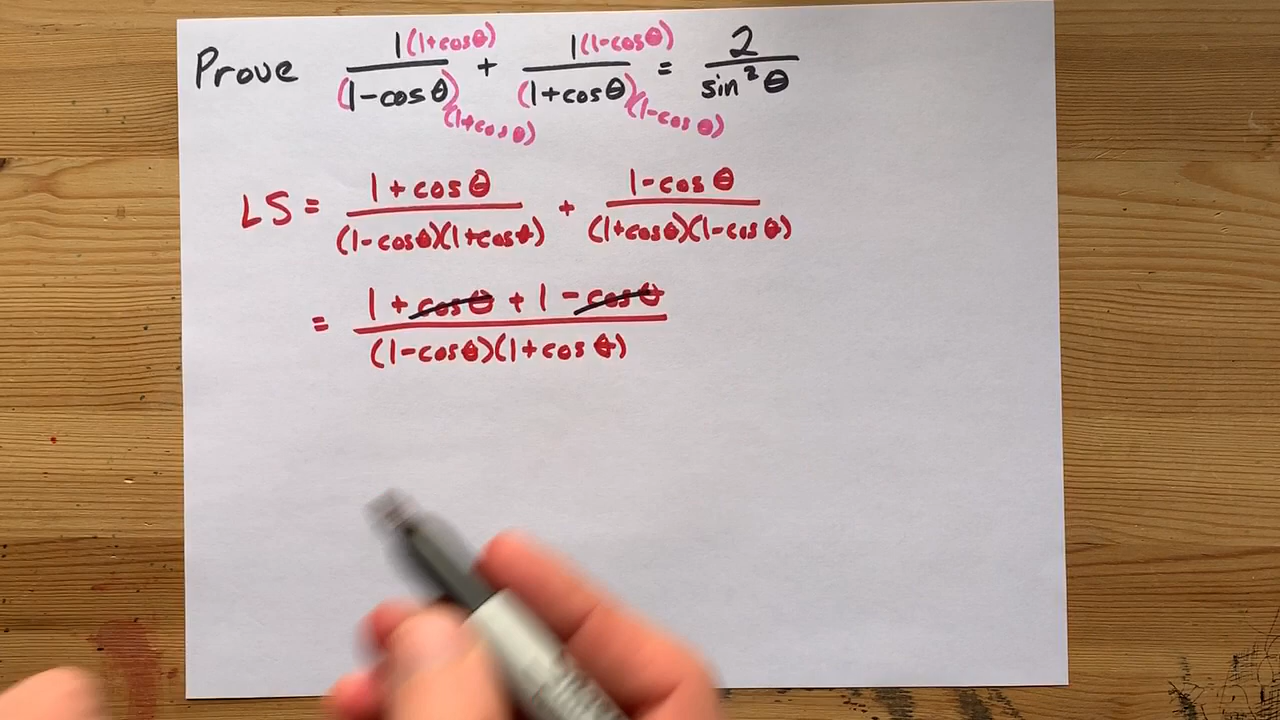 Prove 1(1+cosθ)/(1-cosθ)(1+cosθ) + 1(1-cosθ)/(1+cosθ)(1-cosθ) = 2/sin²θ
LS = 1+cosθ/(1-cosθ)(1+cosθ) + 1-cosθ/(1+cosθ)(1-cosθ)
= 1+cosθ+1-cosθ/(1-cosθ)(1+cosθ)